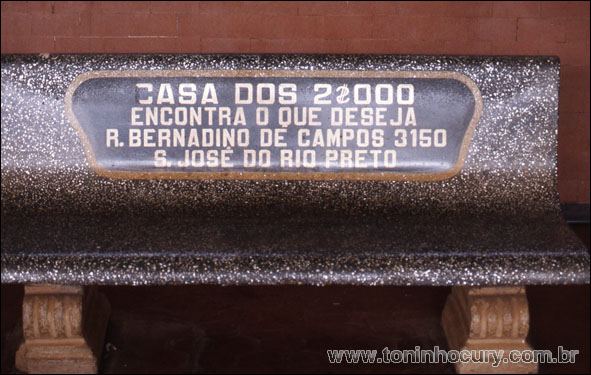 CASA DOS 2$000
ENCONTRA O QUE DESEJA
R. BERNADINO DE CAMPOS 3150
S. JOSÉ DO RIO PRETO
www.toninhocury.com.br